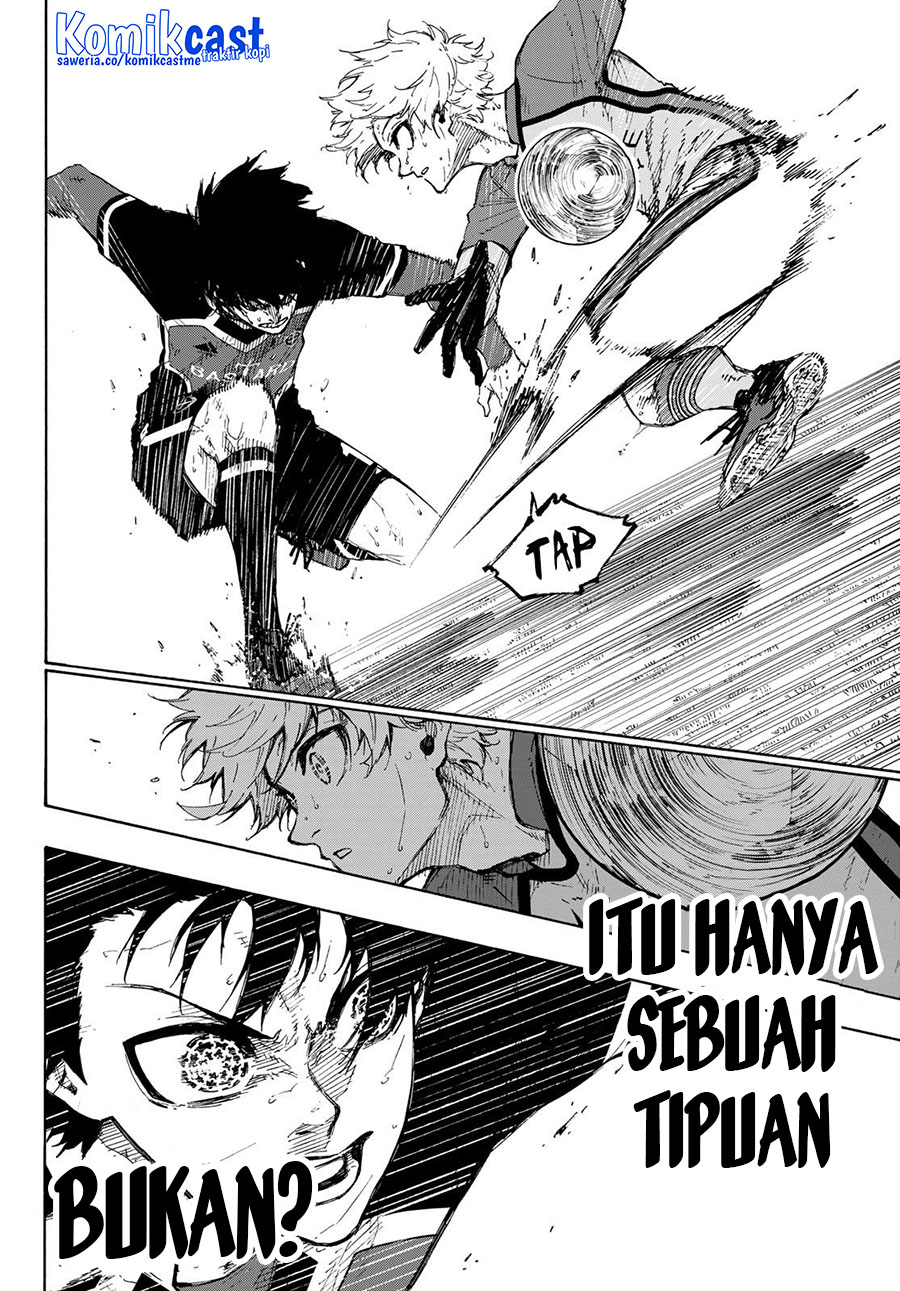 Komikcast
saweria.co/komikcastme
traktir kopi
BASTARD
TAP
ITU HANYA
SEBUAH
TIPUAN
BUKAN?